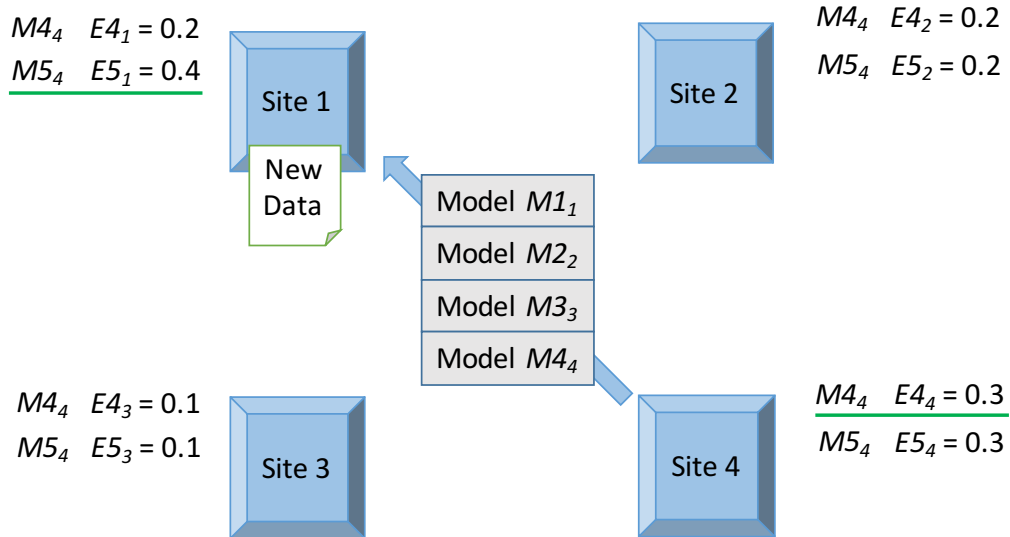 M4₄ E4₁ = 0.2
M5₄ E5₁ = 0.4
Site 1
New
Data
M4₄ E4₂ = 0.2
M5₄ E5₂ = 0.2
Site 2
Model M1₁
Model M2₂
Model M3₃
Model M4₄
M4₄ E4₃ = 0.1
M5₄ E5₃ = 0.1
Site 3
Site 4
M4₄ E4₄ = 0.3
M5₄ E5₄ = 0.3